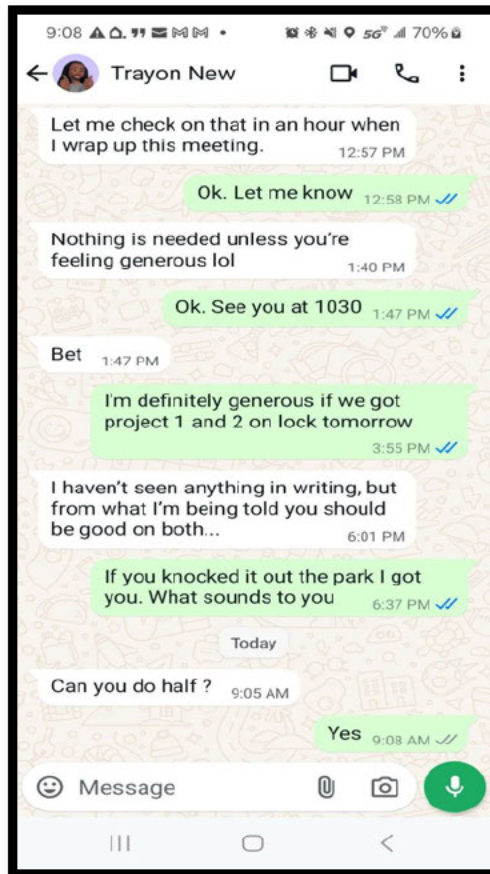 9:08
5G 70%
Trayon New
Let me check on that in an hour when
I wrap up this meeting.
12:57 PM
Ok. Let me know 12:58 PM
Nothing is needed unless you're
feeling generous lol
1:40 PM
Ok. See you at 1030 1:47 PM
Bet 1:47 PM
I'm definitely generous if we got
project 1 and 2 on lock tomorrow
3:55 PM
I haven't seen anything in writing, but
from what I'm being told you should
be good on both...
6:01 PM
If you knocked it out the park I got
you. What sounds to you
6:37 PM
Today
Can you do half ? 9:05 AM
Yes 9:08 AM
Message